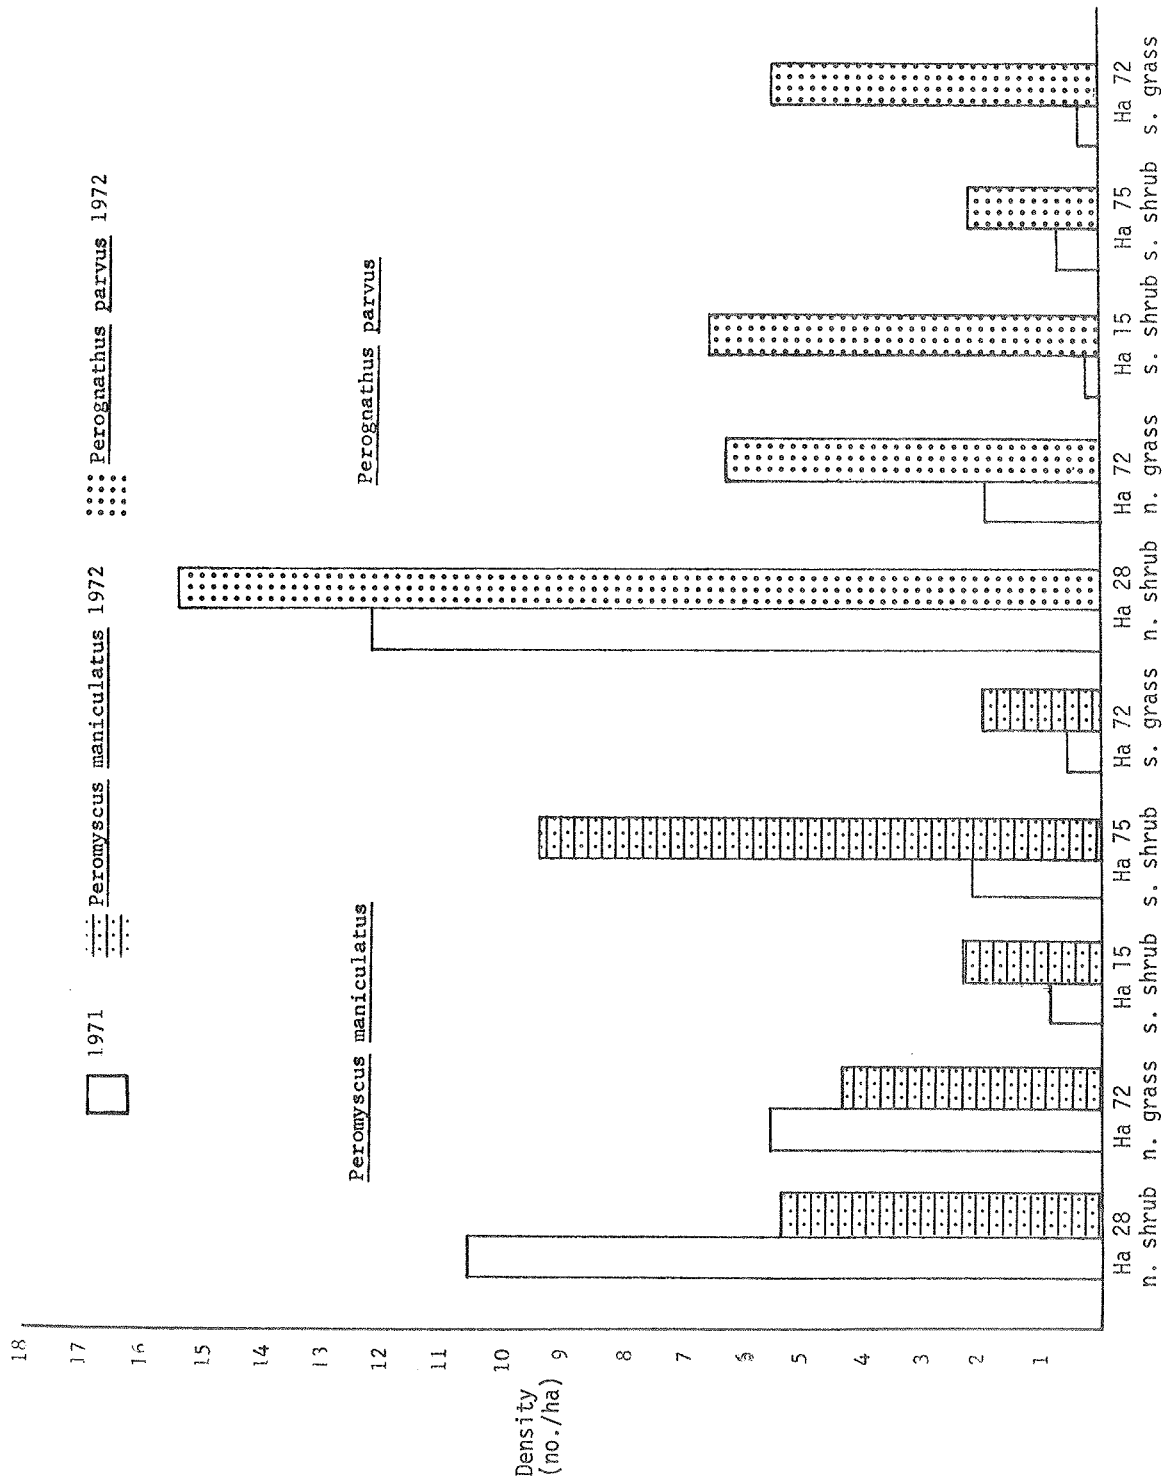 1971
Peromyscus maniculatus 1972
Perognathus parvus 1972
Peromyscus maniculatus
Perognathus parvus
18
17
16
15
14
13
12
11
10
9
8
7
6
5
4
3
2
1
Density
(no./ha)
Ha 28 Ha 72 Ha 15 Ha 75 Ha 72 Ha 28 Ha 72 Ha 15 Ha 75 Ha 72
n. shrub n. grass s. shrub s. shrub s. grass n. shrub n. grass s. shrub s. shrub s. grass